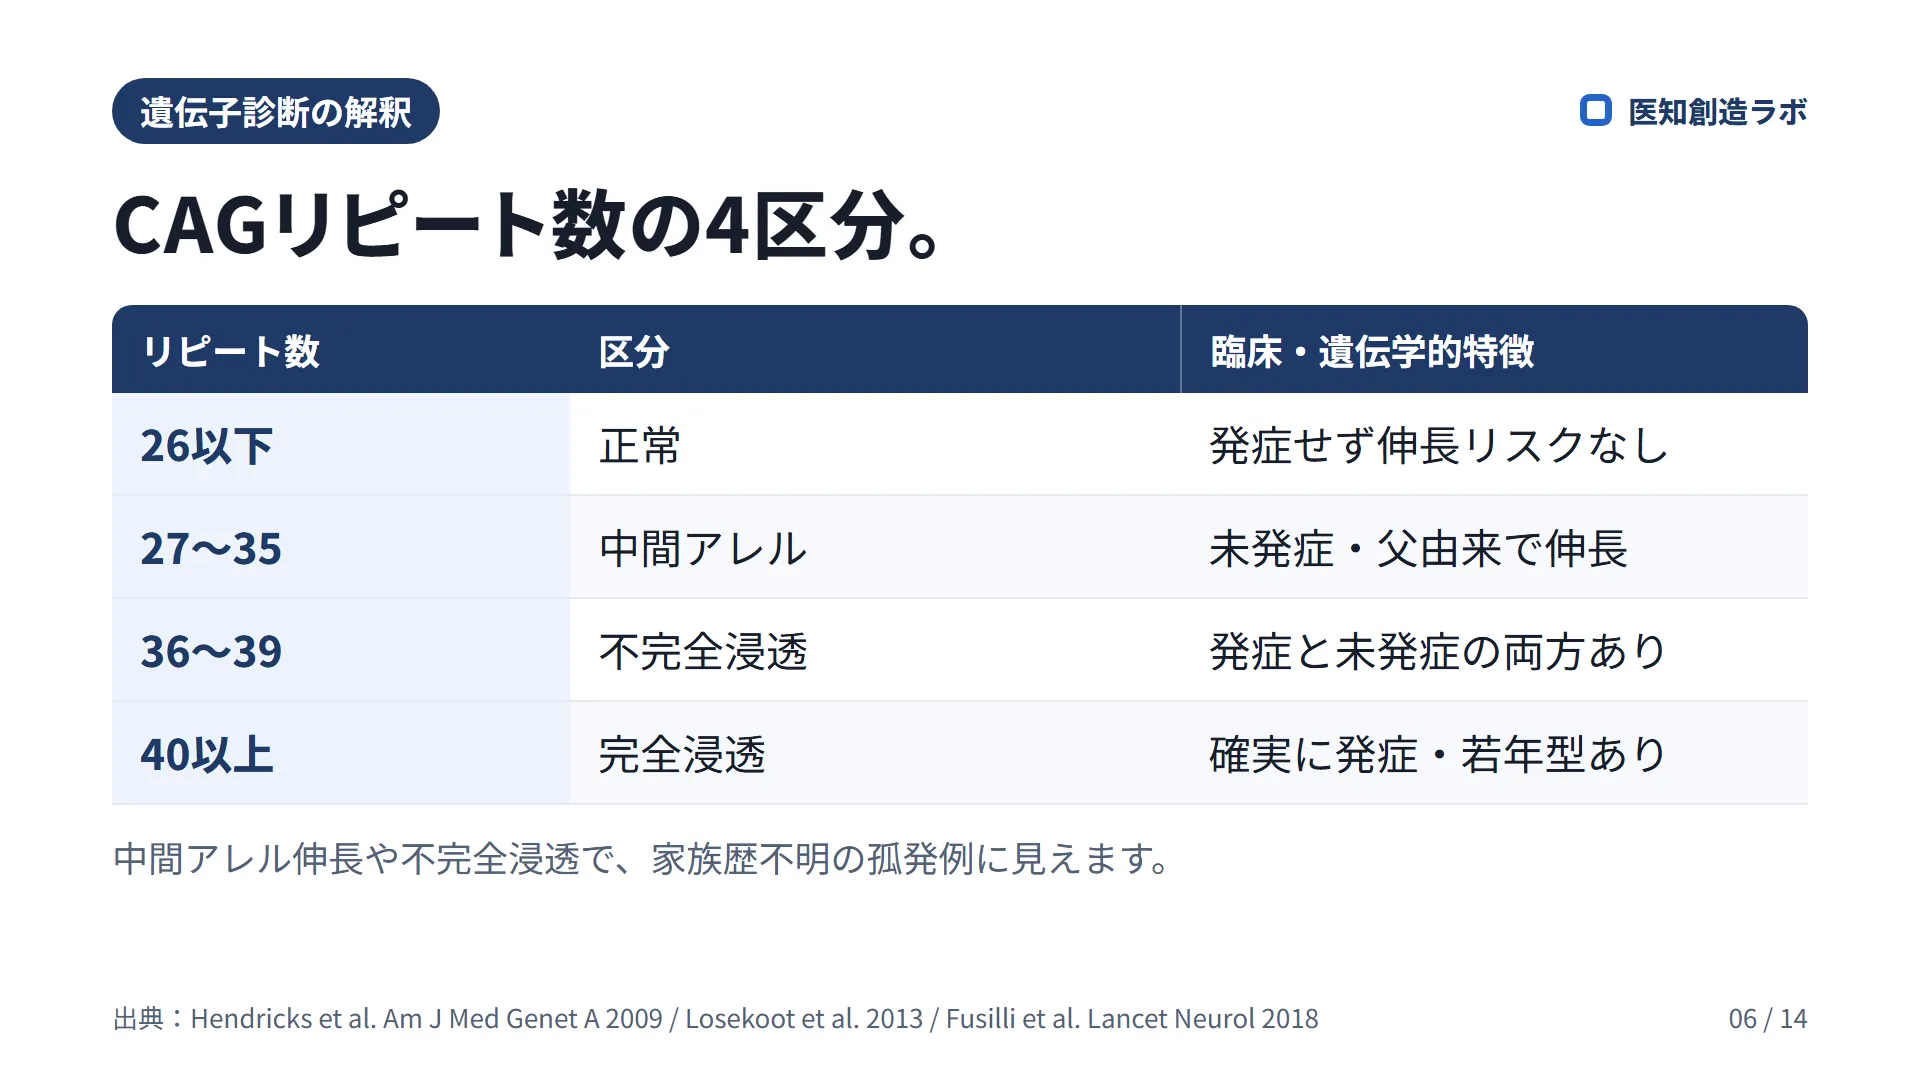 遺伝子診断の解釈
医知創造ラボ
CAGリピート数の4区分。
リピート数 区分 臨床・遺伝学的特徴
26以下 正常 発症せず伸長リスクなし
27〜35 中間アレル 未発症・父由来で伸長
36〜39 不完全浸透 発症と未発症の両方あり
40以上 完全浸透 確実に発症・若年型あり
中間アレル伸長や不完全浸透で、家族歴不明の孤発例に見えます。
出典：Hendricks et al. Am J Med Genet A 2009 / Losekoot et al. 2013 / Fusilli et al. Lancet Neurol 2018
06 / 14